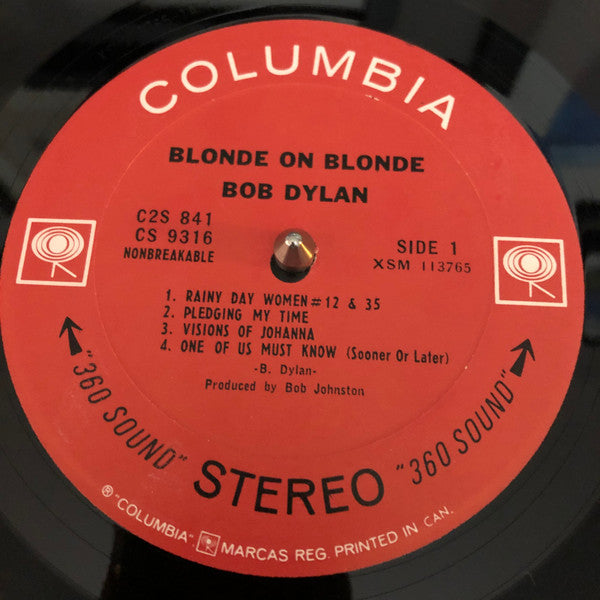 COLUMBIA
BLONDE ON BLONDE
BOB DYLAN
C2S 841
CS 9316
NONBREAKABLE
SIDE 1
XSM 113765
1. RAINY DAY WOMEN #12 & 35
2. PLEDGING MY TIME
3. VISIONS OF JOHANNA
4. ONE OF US MUST KNOW (Sooner Or Later)
-B. Dylan-
Produced by Bob Johnston
"360 SOUND" STEREO "360 SOUND"
® "COLUMBIA". MARCAS REG. PRINTED IN CAN.